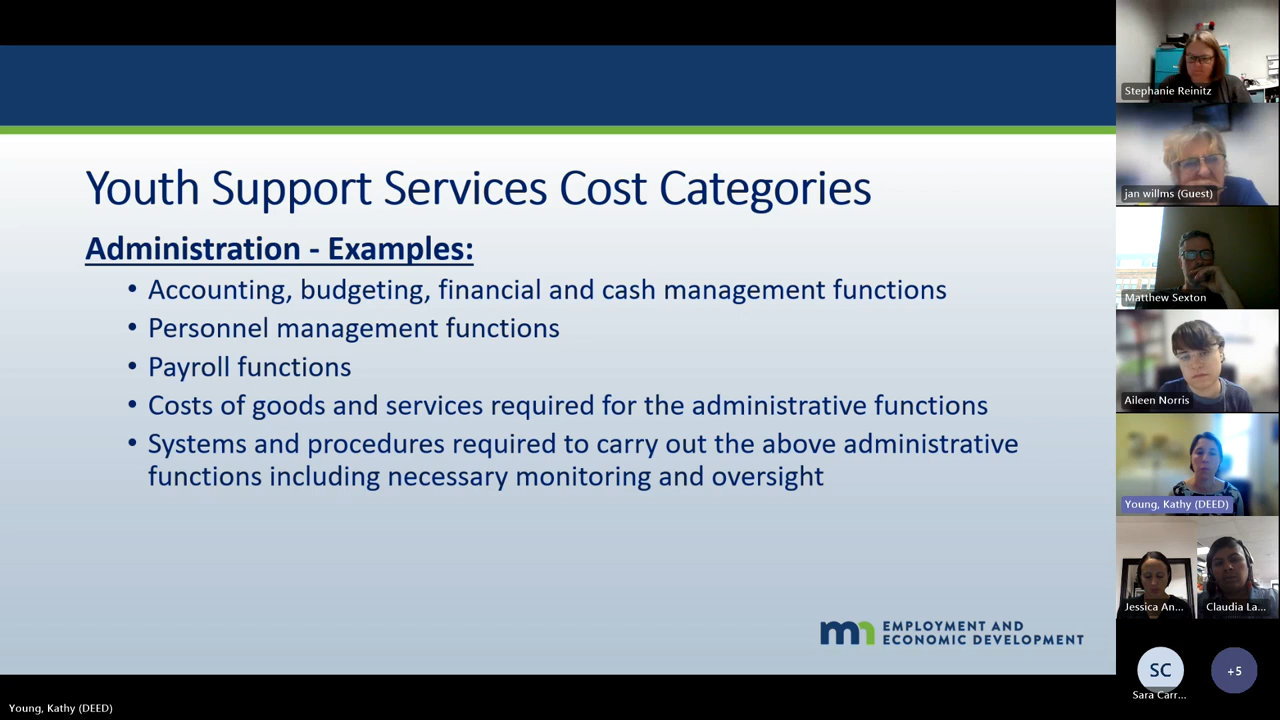 Youth Support Services Cost Categories
Administration - Examples:
• Accounting, budgeting, financial and cash management functions
• Personnel management functions
• Payroll functions
• Costs of goods and services required for the administrative functions
• Systems and procedures required to carry out the above administrative
functions including necessary monitoring and oversight
mn EMPLOYMENT AND
ECONOMIC DEVELOPMENT
Young, Kathy (DEED)
Stephanie Reinitz
jan willms (Guest)
Matthew Sexton
Aileen Norris
Young, Kathy (DEED)
Jessica An...
Claudia La...
SC
Sara Carr...
+5